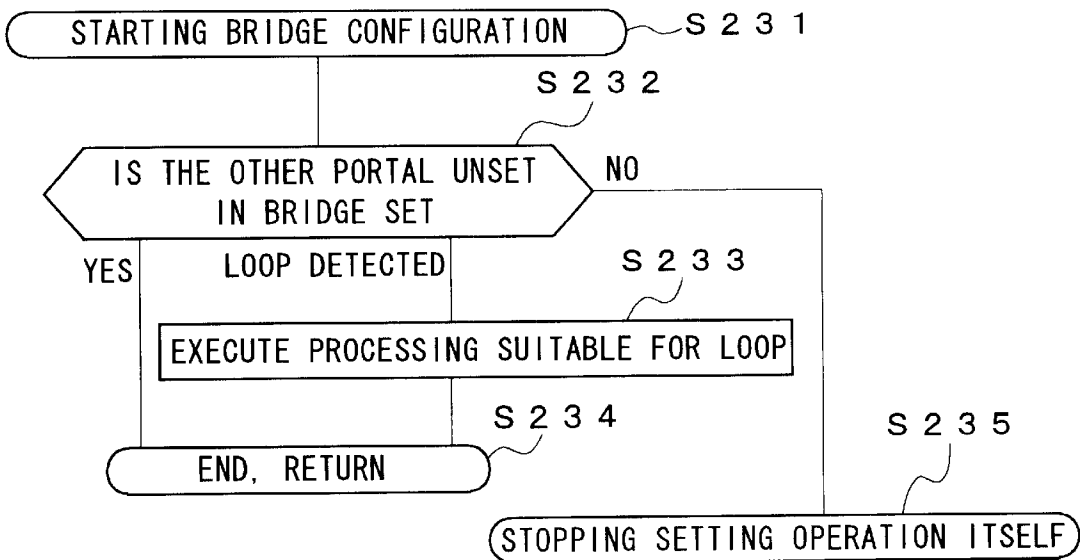 STARTING BRIDGE CONFIGURATION
S231
S232
IS THE OTHER PORTAL UNSET
IN BRIDGE SET
NO
YES
LOOP DETECTED
S233
EXECUTE PROCESSING SUITABLE FOR LOOP
S234
END, RETURN
S235
STOPPING SETTING OPERATION ITSELF